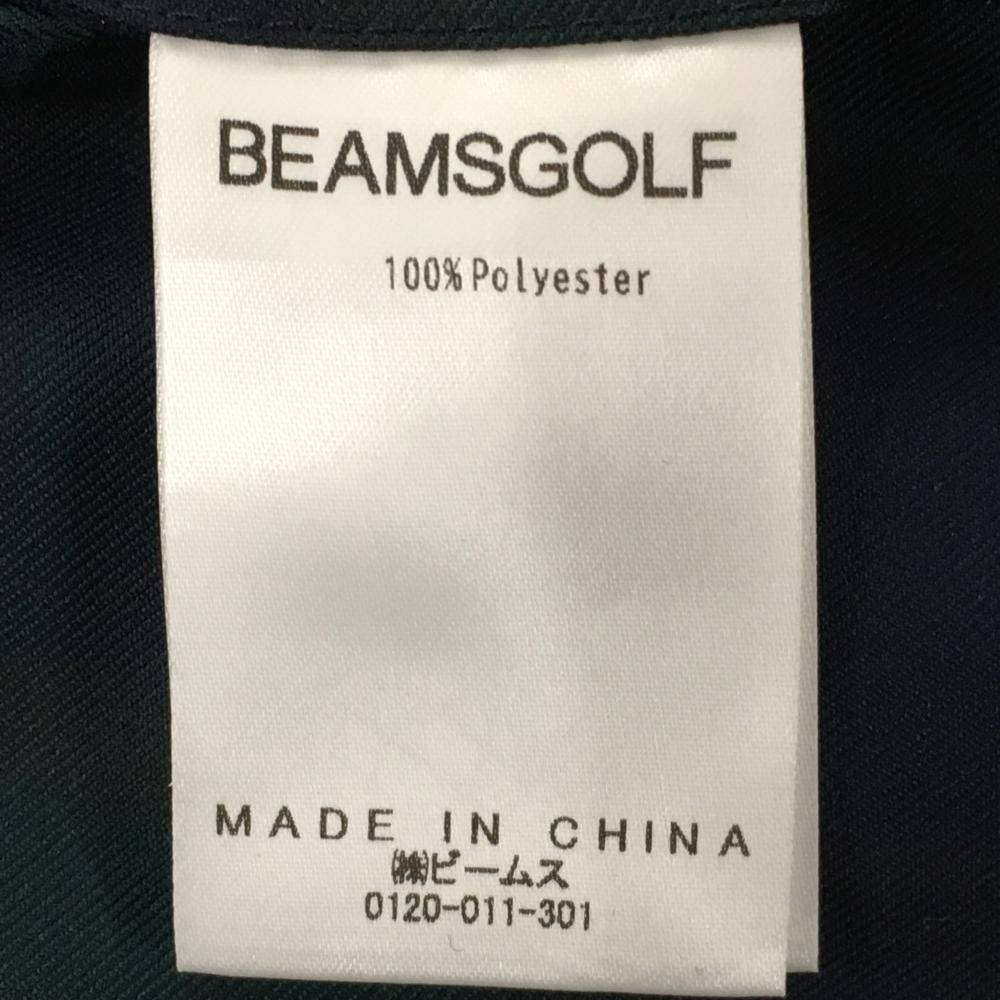 BEAMSGOLF
100%Polyester
MADE IN CHINA
㈱ビームス
0120-011-301